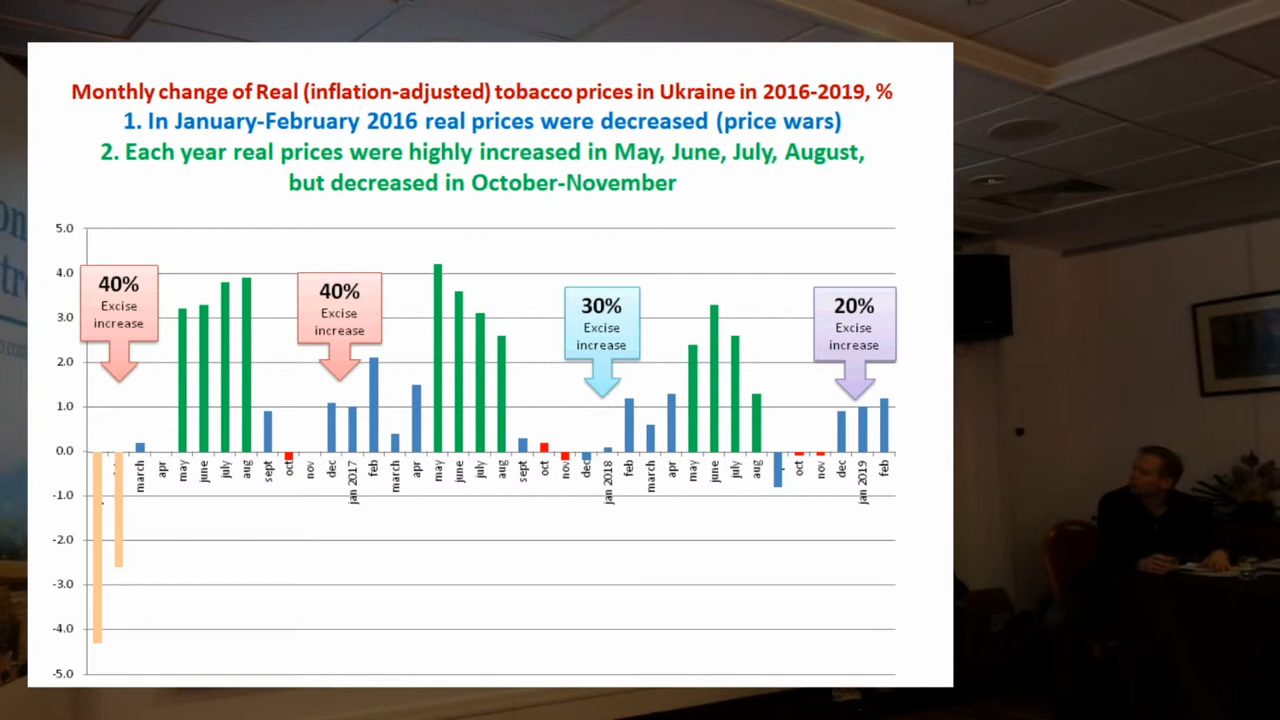 Monthly change of Real (inflation-adjusted) tobacco prices in Ukraine in 2016-2019, %
1. In January-February 2016 real prices were decreased (price wars)
2. Each year real prices were highly increased in May, June, July, August,
but decreased in October-November
5.0
4.0
3.0
2.0
1.0
0.0
-1.0
-2.0
-3.0
-4.0
-5.0
40%
Excise
increase
40%
Excise
increase
30%
Excise
increase
20%
Excise
increase
march
apr
may
june
july
aug
sept
oct
nov
dec
jan 2017
feb
march
apr
may
june
july
aug
sept
oct
nov
dec
jan 2018
feb
march
apr
may
june
july
aug
oct
nov
dec
jan 2019
feb